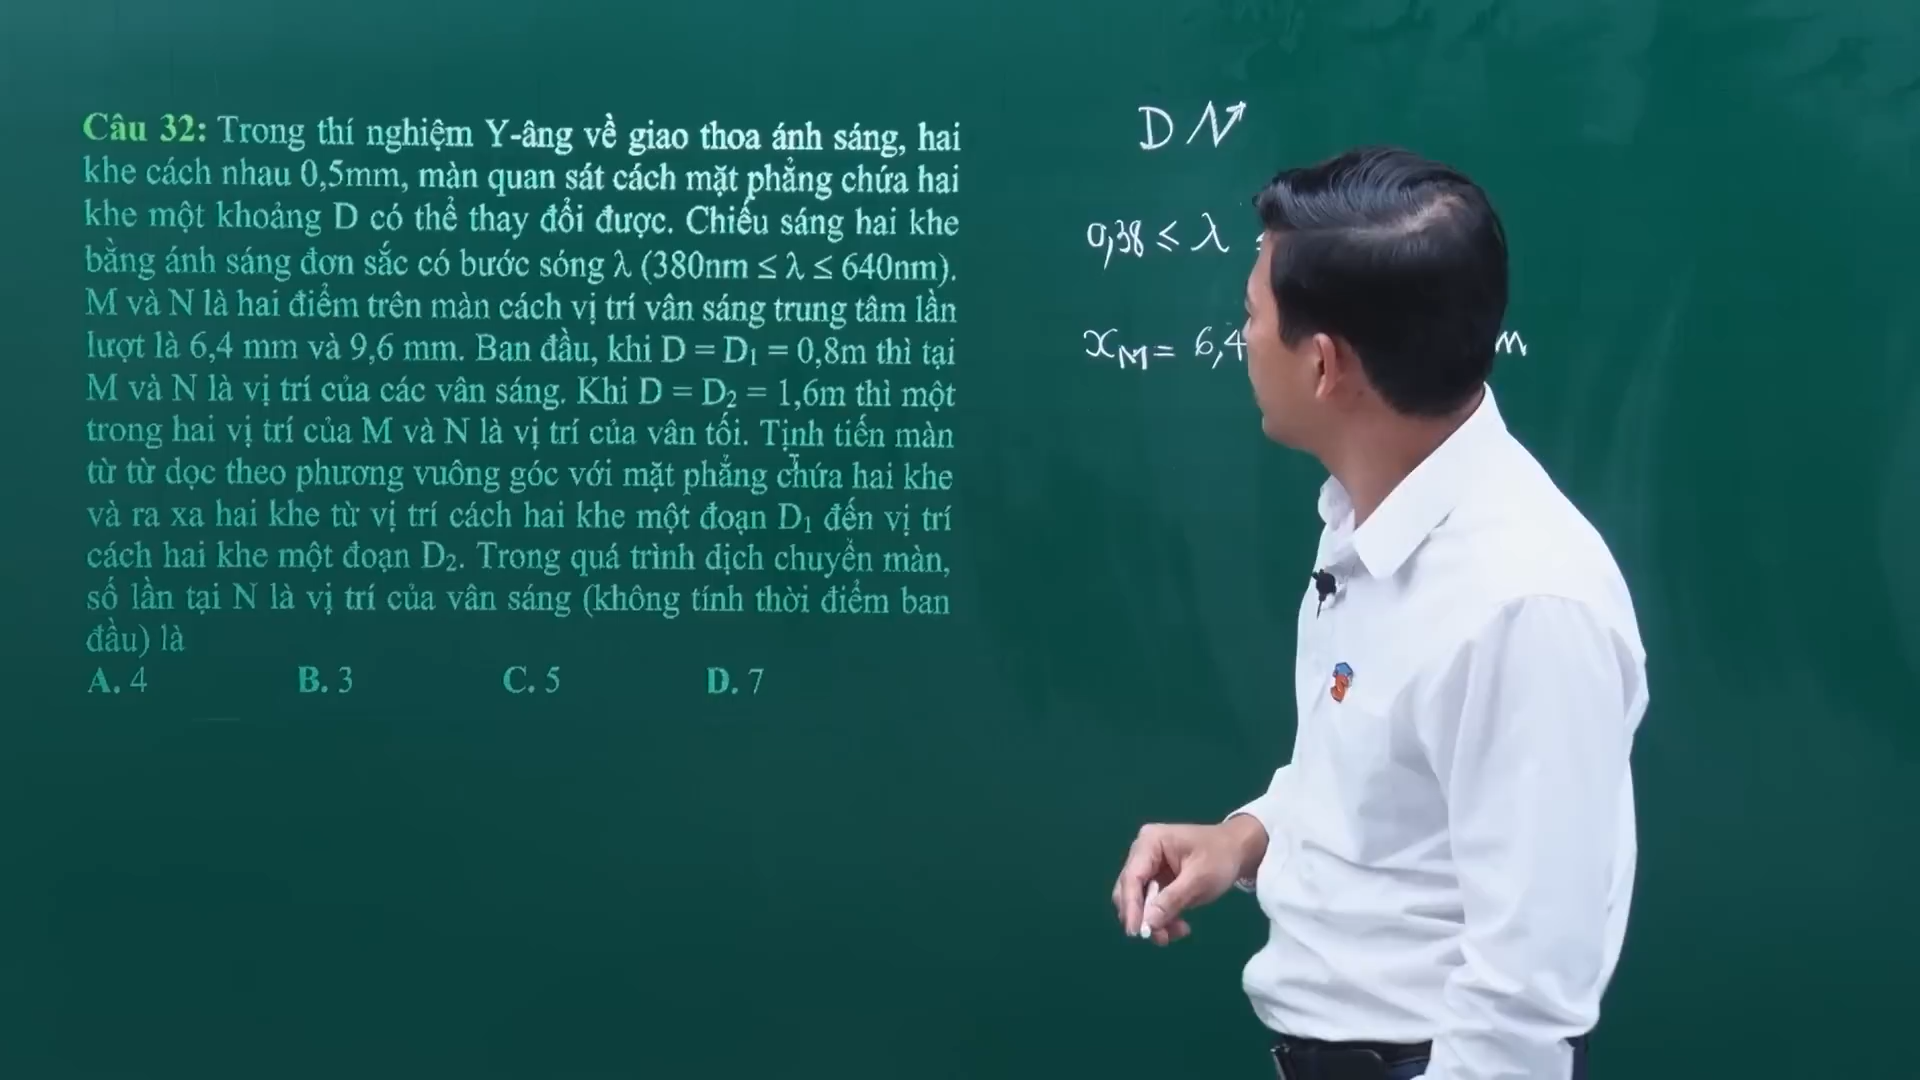 Câu 32: Trong thí nghiệm Y-âng về giao thoa ánh sáng, hai
khe cách nhau 0,5mm, màn quan sát cách mặt phẳng chứa hai
khe một khoảng D có thể thay đổi được. Chiếu sáng hai khe
bằng ánh sáng đơn sắc có bước sóng λ (380nm ≤ λ ≤ 640nm).
M và N là hai điểm trên màn cách vị trí vân sáng trung tâm lần
lượt là 6,4 mm và 9,6 mm. Ban đầu, khi D = D₁ = 0,8m thì tại
M và N là vị trí của các vân sáng. Khi D = D₂ = 1,6m thì một
trong hai vị trí của M và N là vị trí của vân tối. Tịnh tiến màn
từ từ dọc theo phương vuông góc với mặt phẳng chứa hai khe
và ra xa hai khe từ vị trí cách hai khe một đoạn D₁ đến vị trí
cách hai khe một đoạn D₂. Trong quá trình dịch chuyển màn,
số lần tại N là vị trí của vân sáng (không tính thời điểm ban
đầu) là
A. 4 B. 3 C. 5 D. 7
D N
0,38 ≤ λ
x_M = 6,4 m